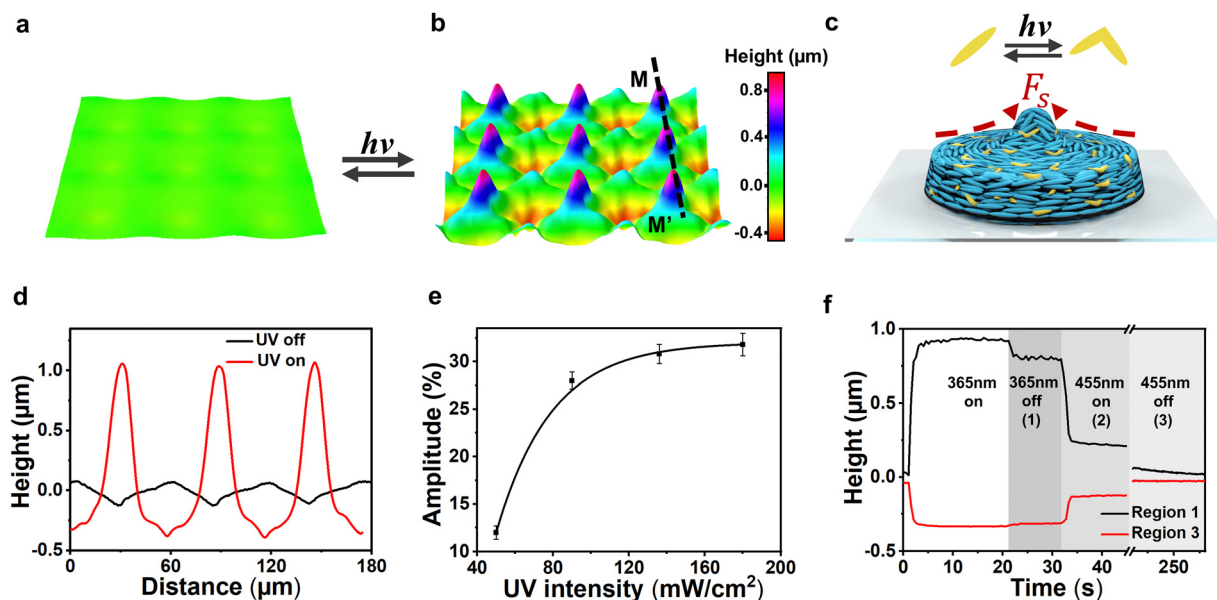 a
hν
b
Height (μm)
0.8
0.4
0.0
-0.4
M
M'
c
hν
F_S
d
UV off
UV on
Height (μm)
1.0
0.5
0.0
-0.5
0
60
120
180
Distance (μm)
e
Amplitude (%)
35
30
25
20
15
10
40
80
120
160
200
UV intensity (mW/cm²)
f
Height (μm)
1.0
0.5
0.0
-0.5
365nm
on
365nm
off
(1)
455nm
on
(2)
455nm
off
(3)
Region 1
Region 3
0
10
20
30
40
250
Time (s)